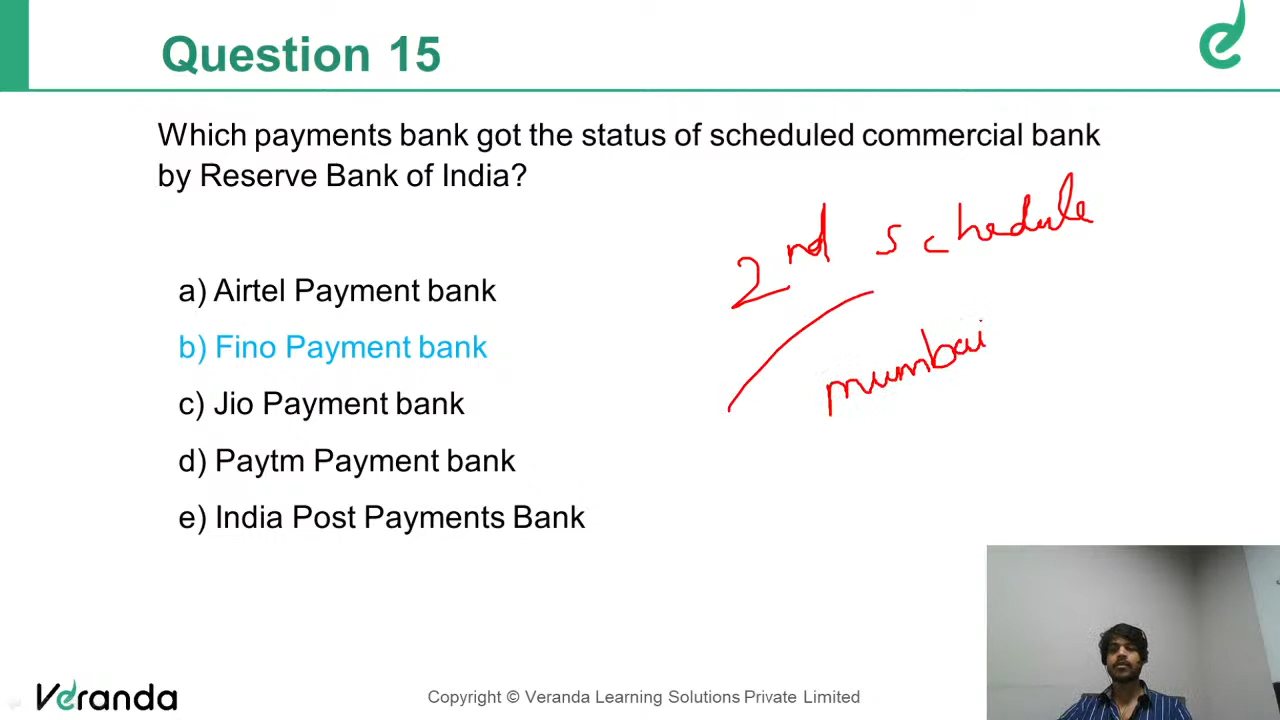 Question 15
Which payments bank got the status of scheduled commercial bank
by Reserve Bank of India?
2nd schedule
a) Airtel Payment bank
b) Fino Payment bank
mumbai
c) Jio Payment bank
d) Paytm Payment bank
e) India Post Payments Bank
Veranda
Copyright © Veranda Learning Solutions Private Limited